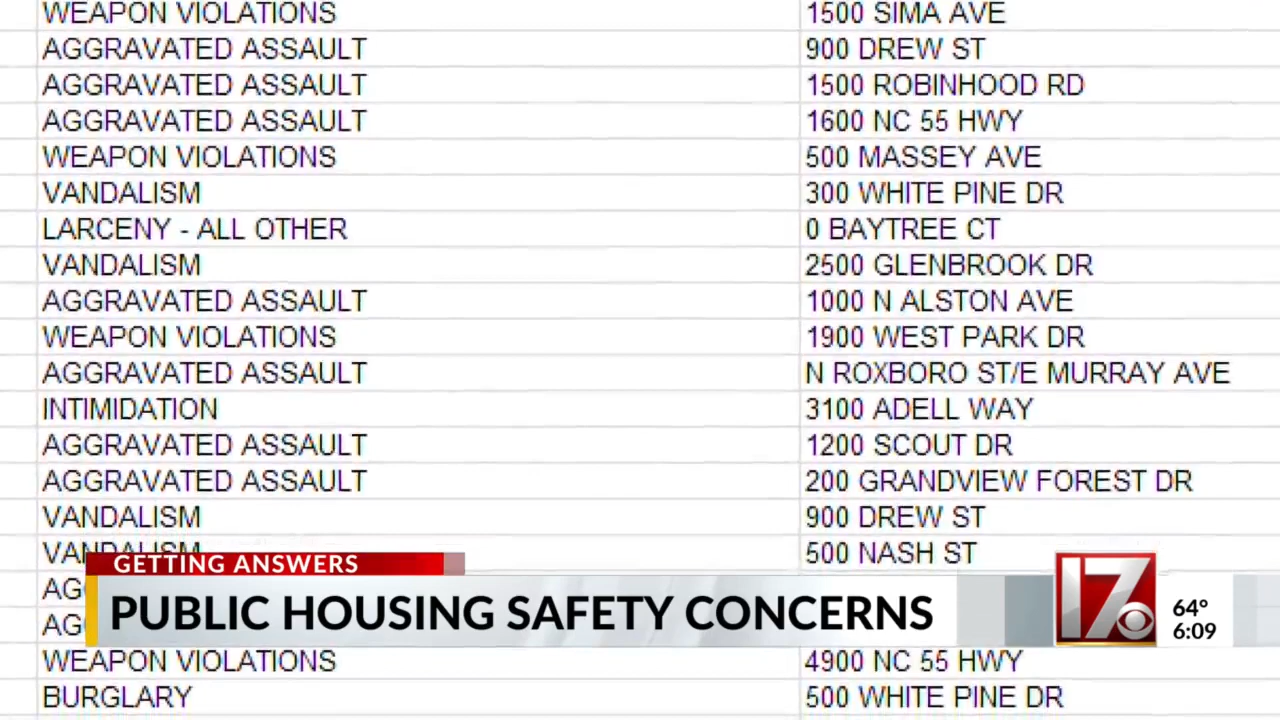 WEAPON VIOLATIONS 1500 SIMA AVE
AGGRAVATED ASSAULT 900 DREW ST
AGGRAVATED ASSAULT 1500 ROBINHOOD RD
AGGRAVATED ASSAULT 1600 NC 55 HWY
WEAPON VIOLATIONS 500 MASSEY AVE
VANDALISM 300 WHITE PINE DR
LARCENY - ALL OTHER 0 BAYTREE CT
VANDALISM 2500 GLENBROOK DR
AGGRAVATED ASSAULT 1000 N ALSTON AVE
WEAPON VIOLATIONS 1900 WEST PARK DR
AGGRAVATED ASSAULT N ROXBORO ST/E MURRAY AVE
INTIMIDATION 3100 ADELL WAY
AGGRAVATED ASSAULT 1200 SCOUT DR
AGGRAVATED ASSAULT 200 GRANDVIEW FOREST DR
VANDALISM 900 DREW ST
VANDALISM 500 NASH ST
GETTING ANSWERS
AG
PUBLIC HOUSING SAFETY CONCERNS
AG
17
64°
6:09
WEAPON VIOLATIONS 4900 NC 55 HWY
BURGLARY 500 WHITE PINE DR